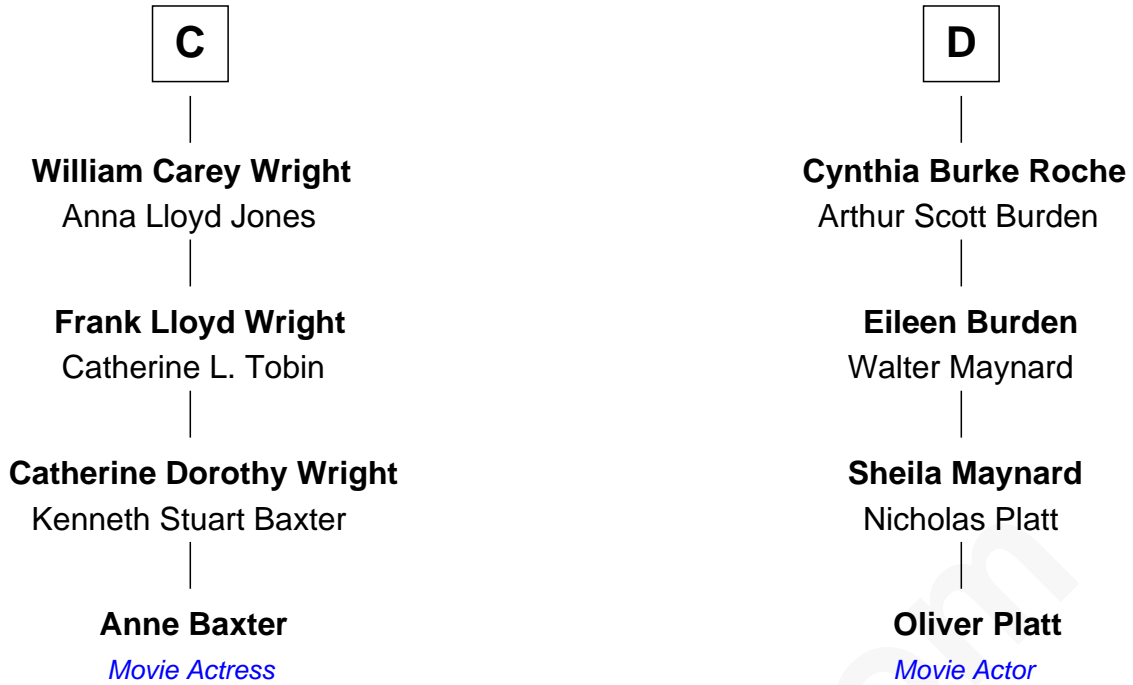 C
William Carey Wright
Anna Lloyd Jones
Frank Lloyd Wright
Catherine L. Tobin
Catherine Dorothy Wright
Kenneth Stuart Baxter
Anne Baxter
Movie Actress
D
Cynthia Burke Roche
Arthur Scott Burden
Eileen Burden
Walter Maynard
Sheila Maynard
Nicholas Platt
Oliver Platt
Movie Actor